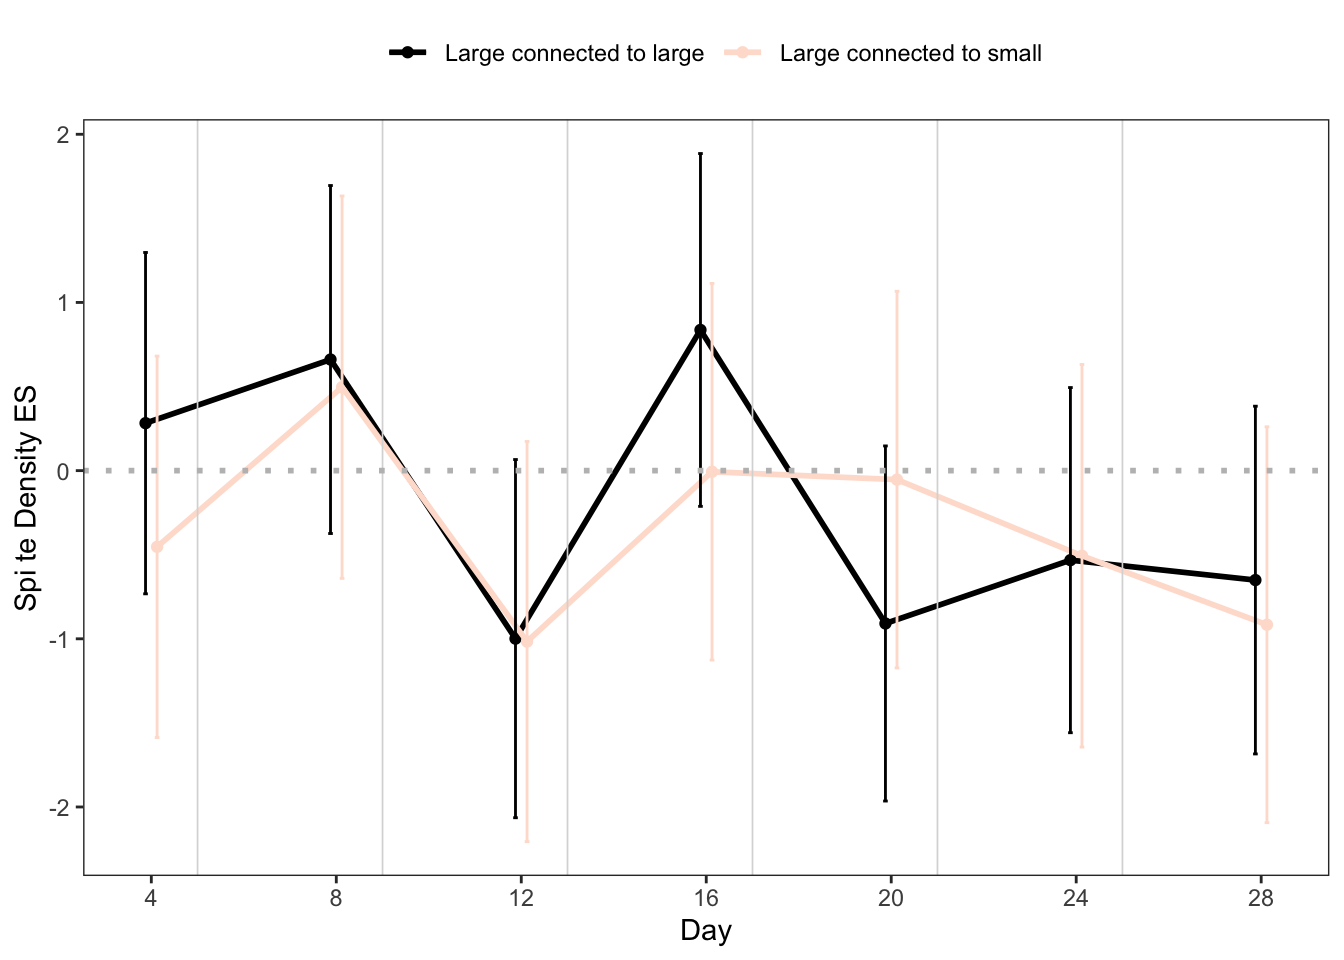 Large connected to large Large connected to small
2
1
0
-1
-2
Spi te Density ES
4 8 12 16 20 24 28
Day